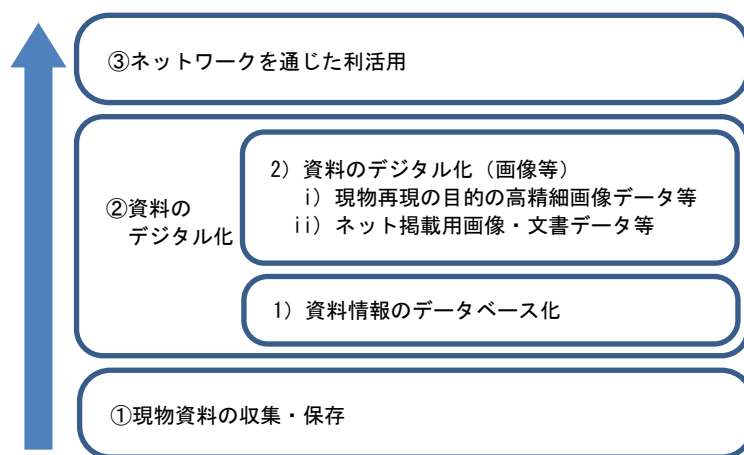 ③ネットワークを通じた利活用
②資料の
デジタル化
2) 資料のデジタル化（画像等）
i) 現物再現の目的の高精細画像データ等
ii) ネット掲載用画像・文書データ等
1) 資料情報のデータベース化
①現物資料の収集・保存